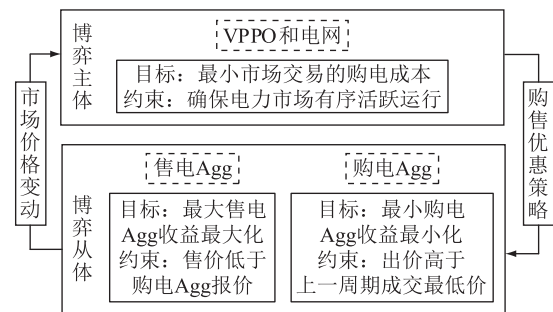 市场价格变动
博弈主体
VPPO和电网
目标：最小市场交易的购电成本
约束：确保电力市场有序活跃运行
购售优惠策略
博弈从体
售电Agg
目标：最大售电
Agg收益最大化
约束：售价低于
购电Agg报价
购电Agg
目标：最小购电
Agg收益最小化
约束：出价高于
上一周期成交最低价